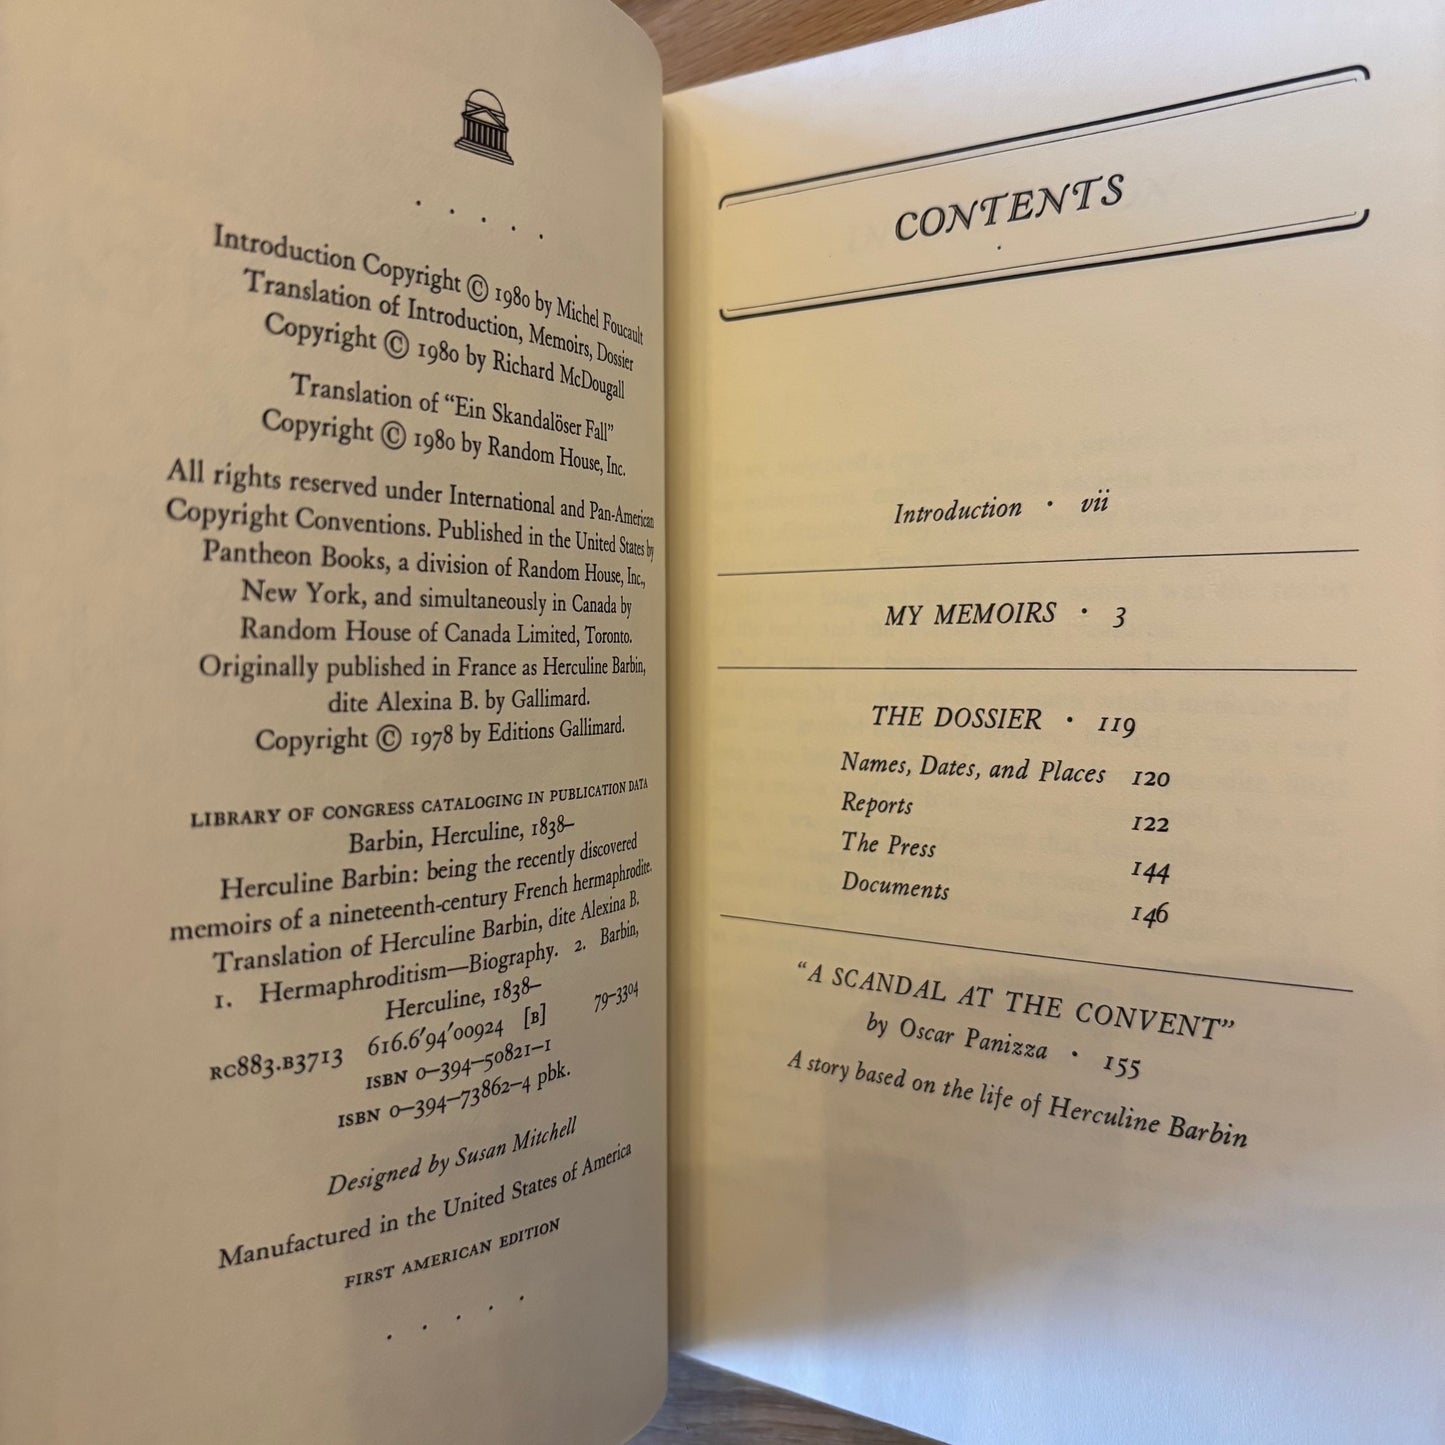 Introduction Copyright © 1980 by Michel Foucault
Translation of Introduction, Memoirs, Dossier
Copyright © 1980 by Richard McDougall
Translation of "Ein Skandalöser Fall"
Copyright © 1980 by Random House, Inc.
All rights reserved under International and Pan-American
Copyright Conventions. Published in the United States by
Pantheon Books, a division of Random House, Inc.,
New York, and simultaneously in Canada by
Random House of Canada Limited, Toronto.
Originally published in France as Herculine Barbin,
dite Alexina B. by Gallimard.
Copyright © 1978 by Editions Gallimard.
LIBRARY OF CONGRESS CATALOGING IN PUBLICATION DATA
Barbin, Herculine, 1838–
Herculine Barbin: being the recently discovered
memoirs of a nineteenth-century French hermaphrodite.
Translation of Herculine Barbin, dite Alexina B.
1. Hermaphroditism—Biography. 2. Barbin,
Herculine, 1838–
RC883.B3713 616.6'94'00924 [B] 79-3304
ISBN 0-394-50821-1
ISBN 0-394-73862-4 pbk.
Designed by Susan Mitchell
Manufactured in the United States of America
FIRST AMERICAN EDITION
CONTENTS
Introduction · vii
MY MEMOIRS · 3
THE DOSSIER · 119
Names, Dates, and Places 120
Reports 122
The Press 144
Documents 146
"A SCANDAL AT THE CONVENT"
by Oscar Panizza · 155
A story based on the life of Herculine Barbin